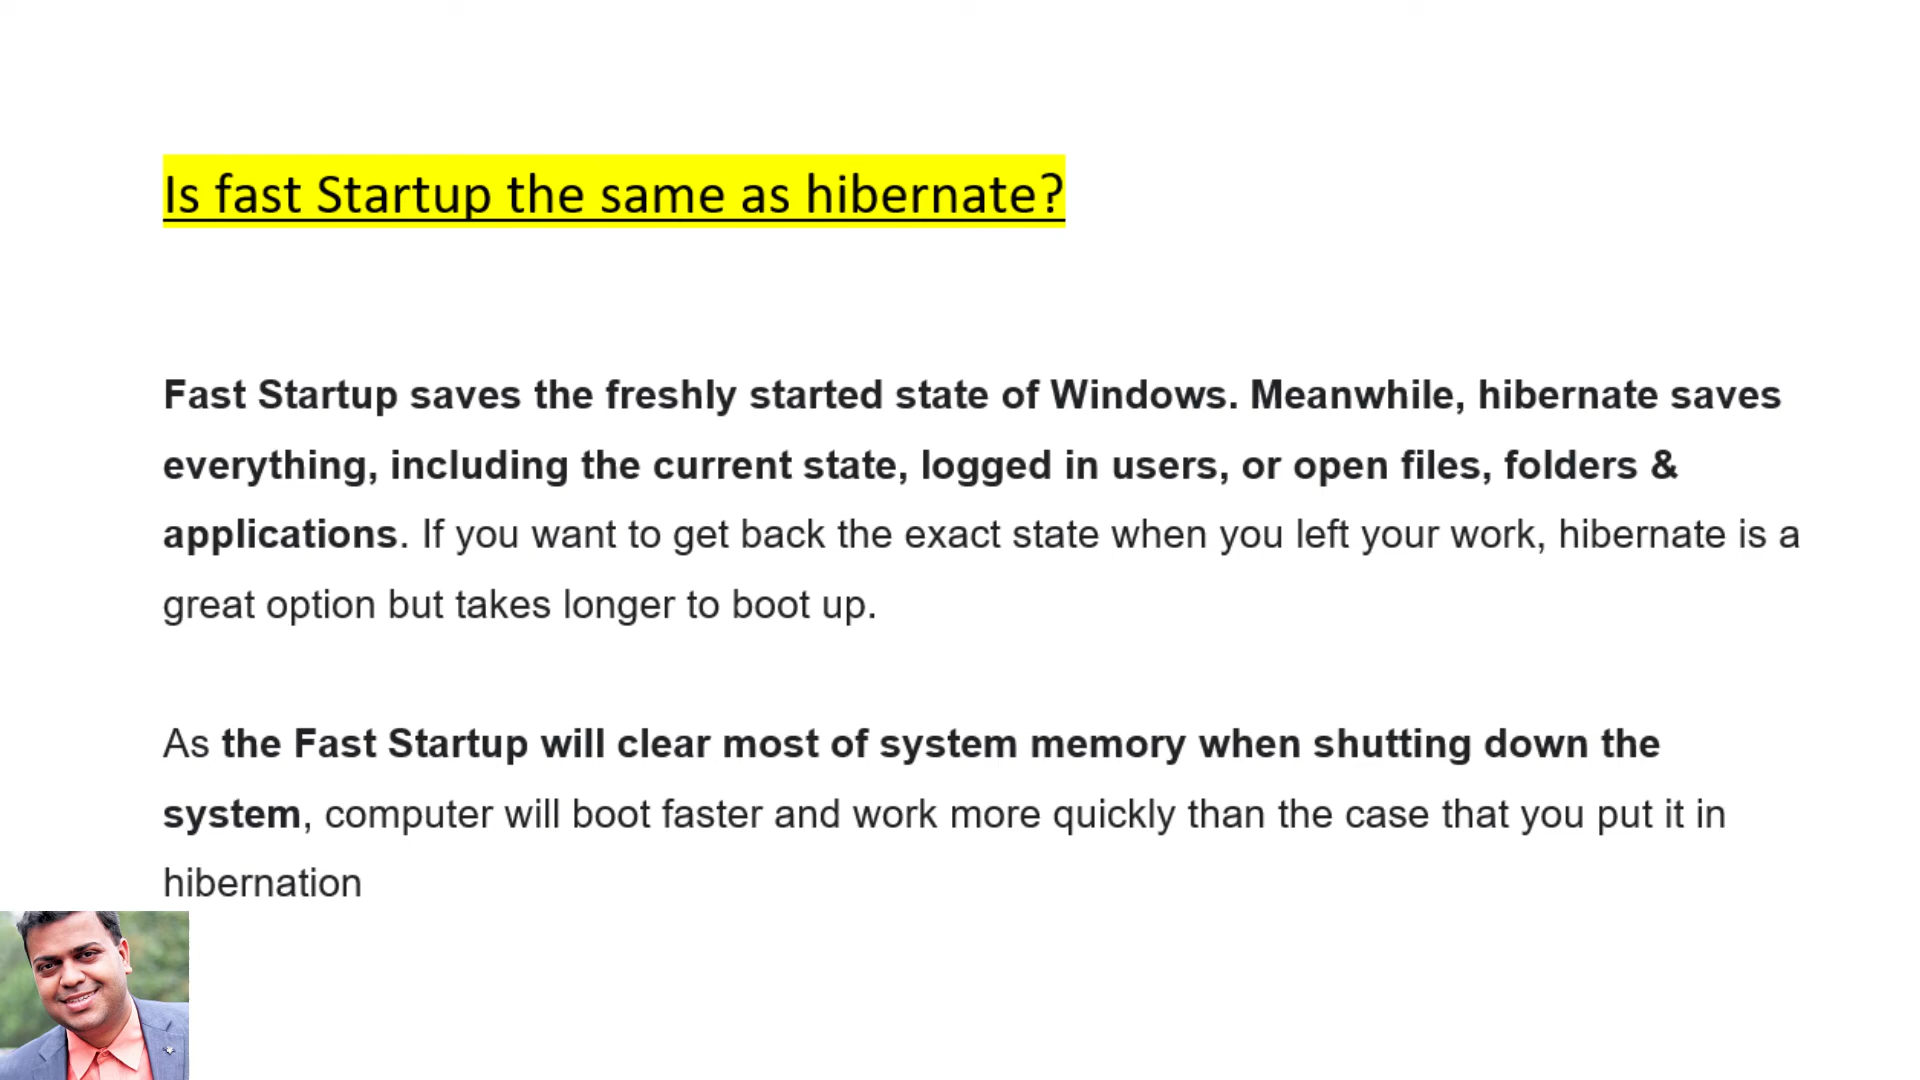 Is fast Startup the same as hibernate?
Fast Startup saves the freshly started state of Windows. Meanwhile, hibernate saves
everything, including the current state, logged in users, or open files, folders &
applications. If you want to get back the exact state when you left your work, hibernate is a
great option but takes longer to boot up.
As the Fast Startup will clear most of system memory when shutting down the
system, computer will boot faster and work more quickly than the case that you put it in
hibernation